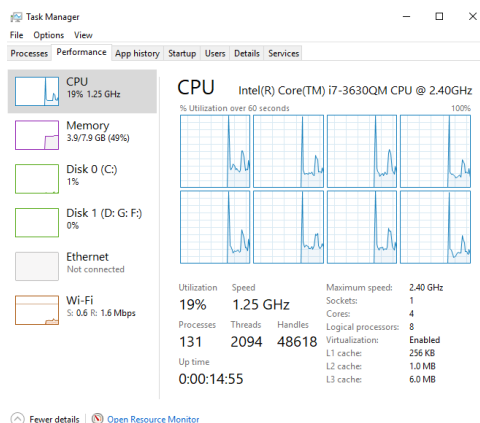 Task Manager
File Options View
Processes Performance App history Startup Users Details Services
CPU
19% 1.25 GHz
Memory
3.9/7.9 GB (49%)
Disk 0 (C:)
1%
Disk 1 (D: G: F:)
0%
Ethernet
Not connected
Wi-Fi
S: 0.6 R: 1.6 Mbps
CPU Intel(R) Core(TM) i7-3630QM CPU @ 2.40GHz
% Utilization over 60 seconds 100%
Utilization Speed
19% 1.25 GHz
Processes Threads Handles
131 2094 48618
Up time
0:00:14:55
Maximum speed: 2.40 GHz
Sockets: 1
Cores: 4
Logical processors: 8
Virtualization: Enabled
L1 cache: 256 KB
L2 cache: 1.0 MB
L3 cache: 6.0 MB
Fewer details Open Resource Monitor